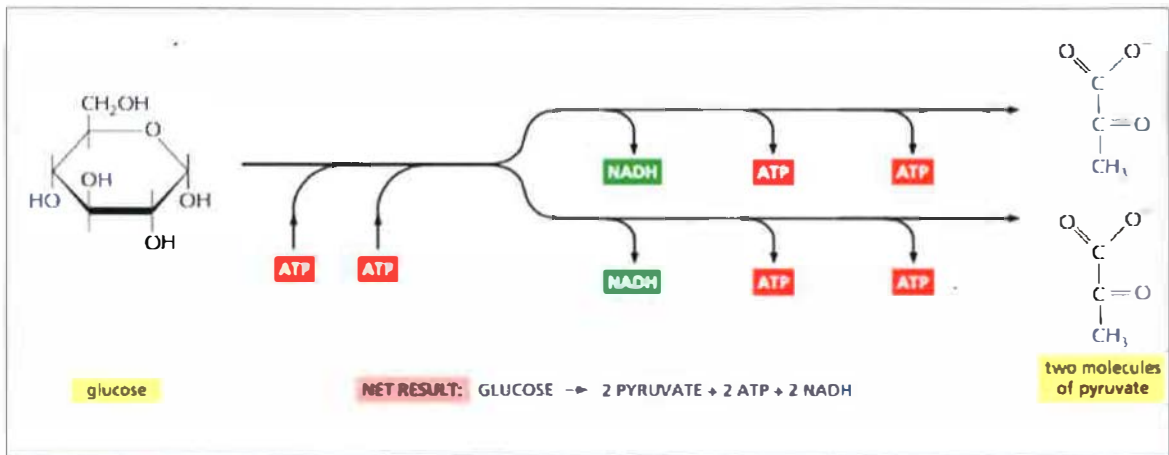 CH₂OH
O
OH
HO
OH
OH
ATP
ATP
NADH
ATP
ATP
NADH
ATP
ATP
O
O⁻
C
C=O
CH₃
O
O⁻
C
C=O
CH₃
glucose
NET RESULT: GLUCOSE → 2 PYRUVATE + 2 ATP + 2 NADH
two molecules
of pyruvate